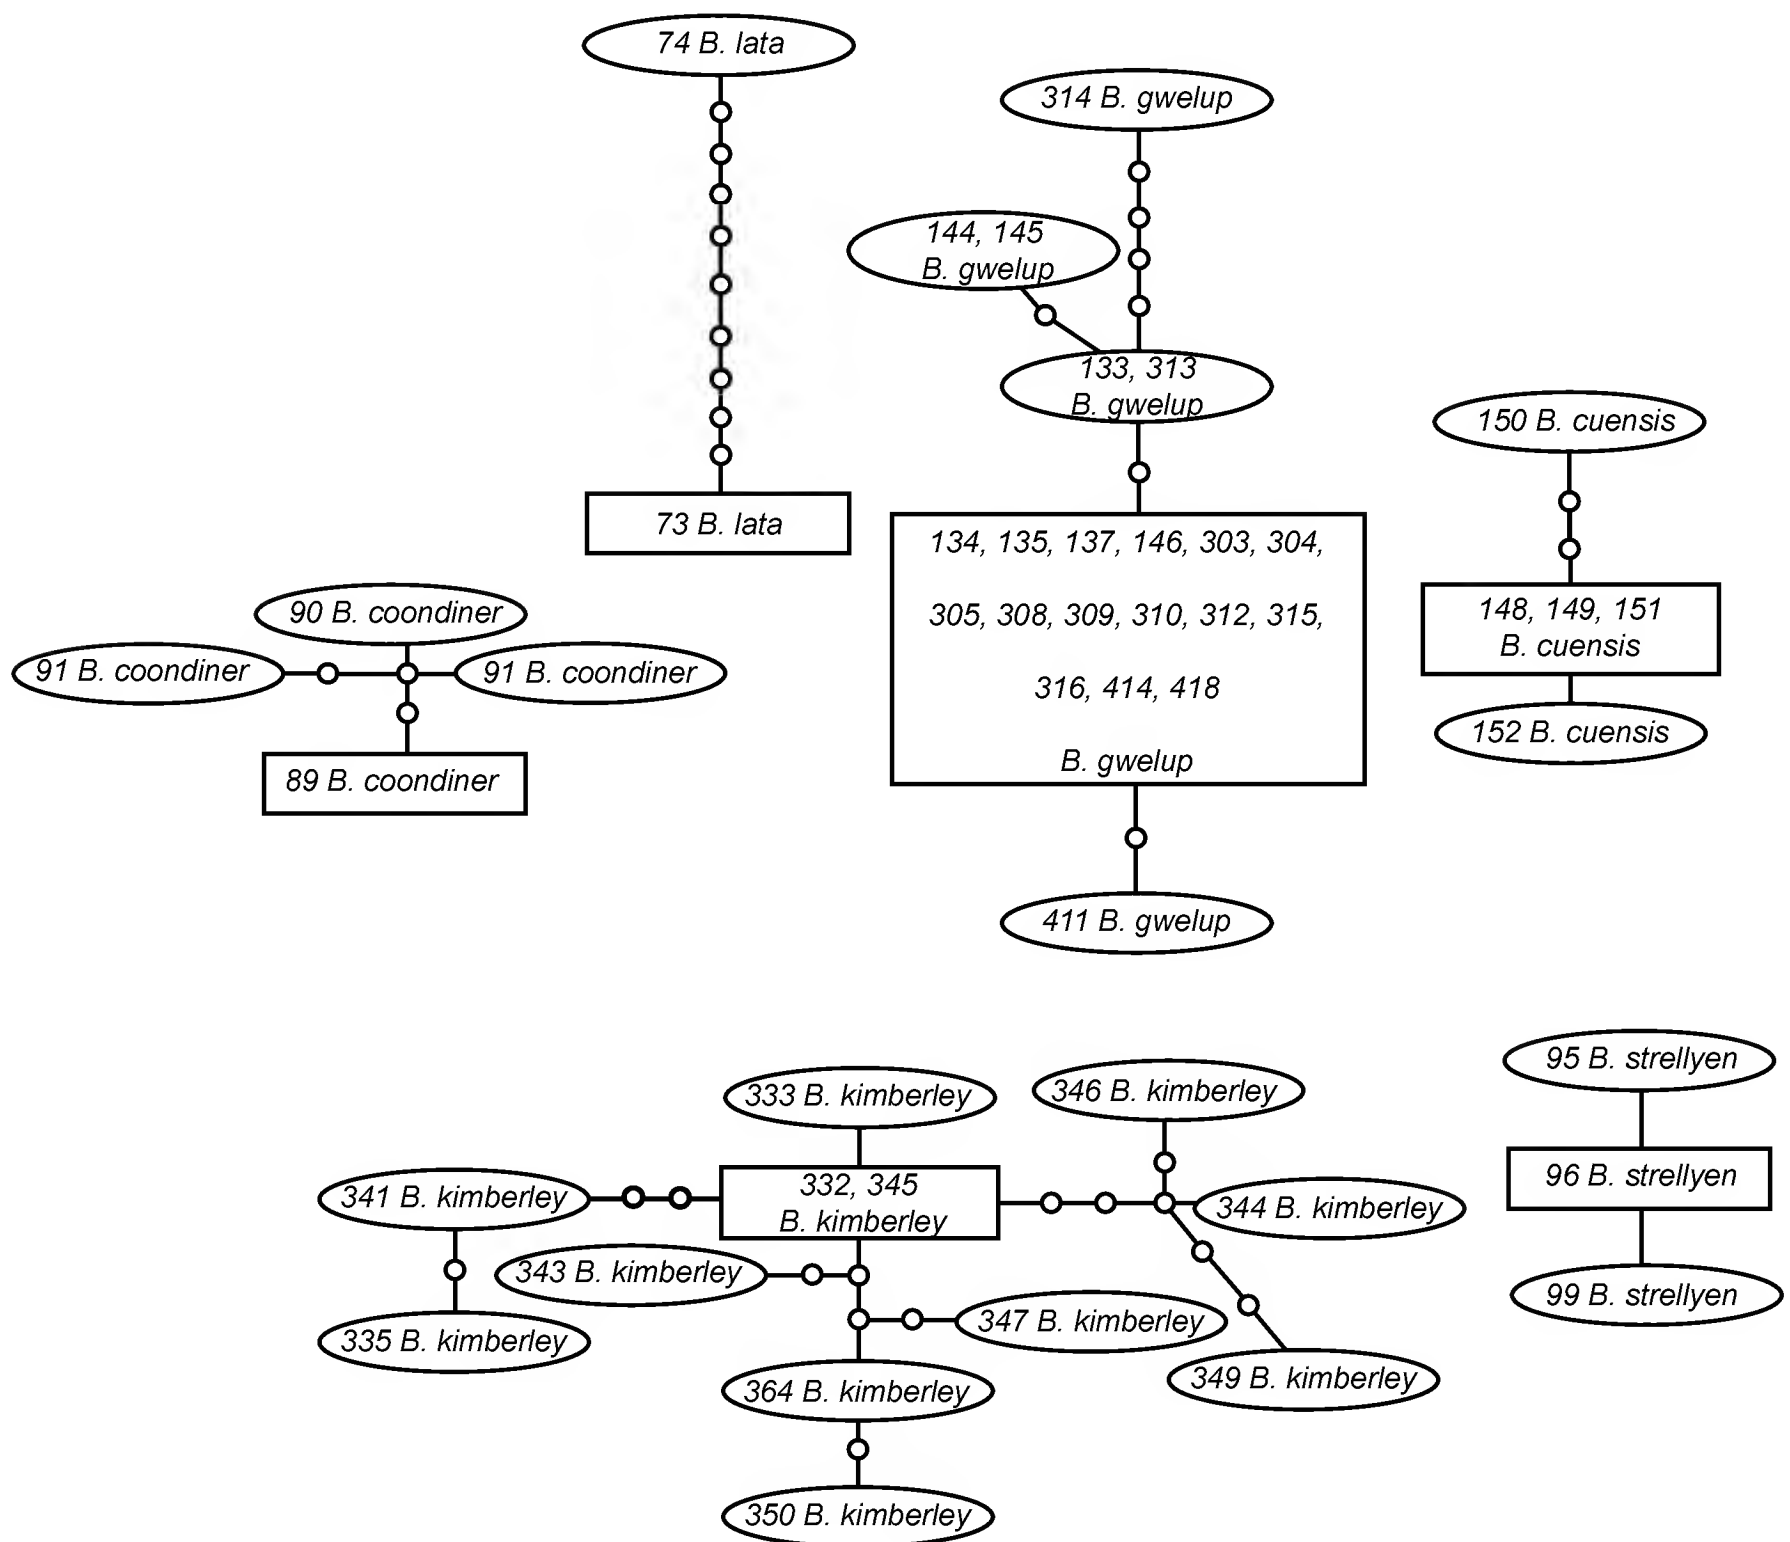 74 B. lata
314 B. gwelup
144, 145
B. gwelup
133, 313
B. gwelup
150 B. cuensis
73 B. lata
134, 135, 137, 146, 303, 304,
305, 308, 309, 310, 312, 315,
316, 414, 418
B. gwelup
148, 149, 151
B. cuensis
152 B. cuensis
90 B. coondiner
91 B. coondiner
91 B. coondiner
89 B. coondiner
411 B. gwelup
95 B. strellyen
96 B. strellyen
99 B. strellyen
333 B. kimberley
346 B. kimberley
341 B. kimberley
332, 345
B. kimberley
344 B. kimberley
343 B. kimberley
347 B. kimberley
335 B. kimberley
364 B. kimberley
349 B. kimberley
350 B. kimberley